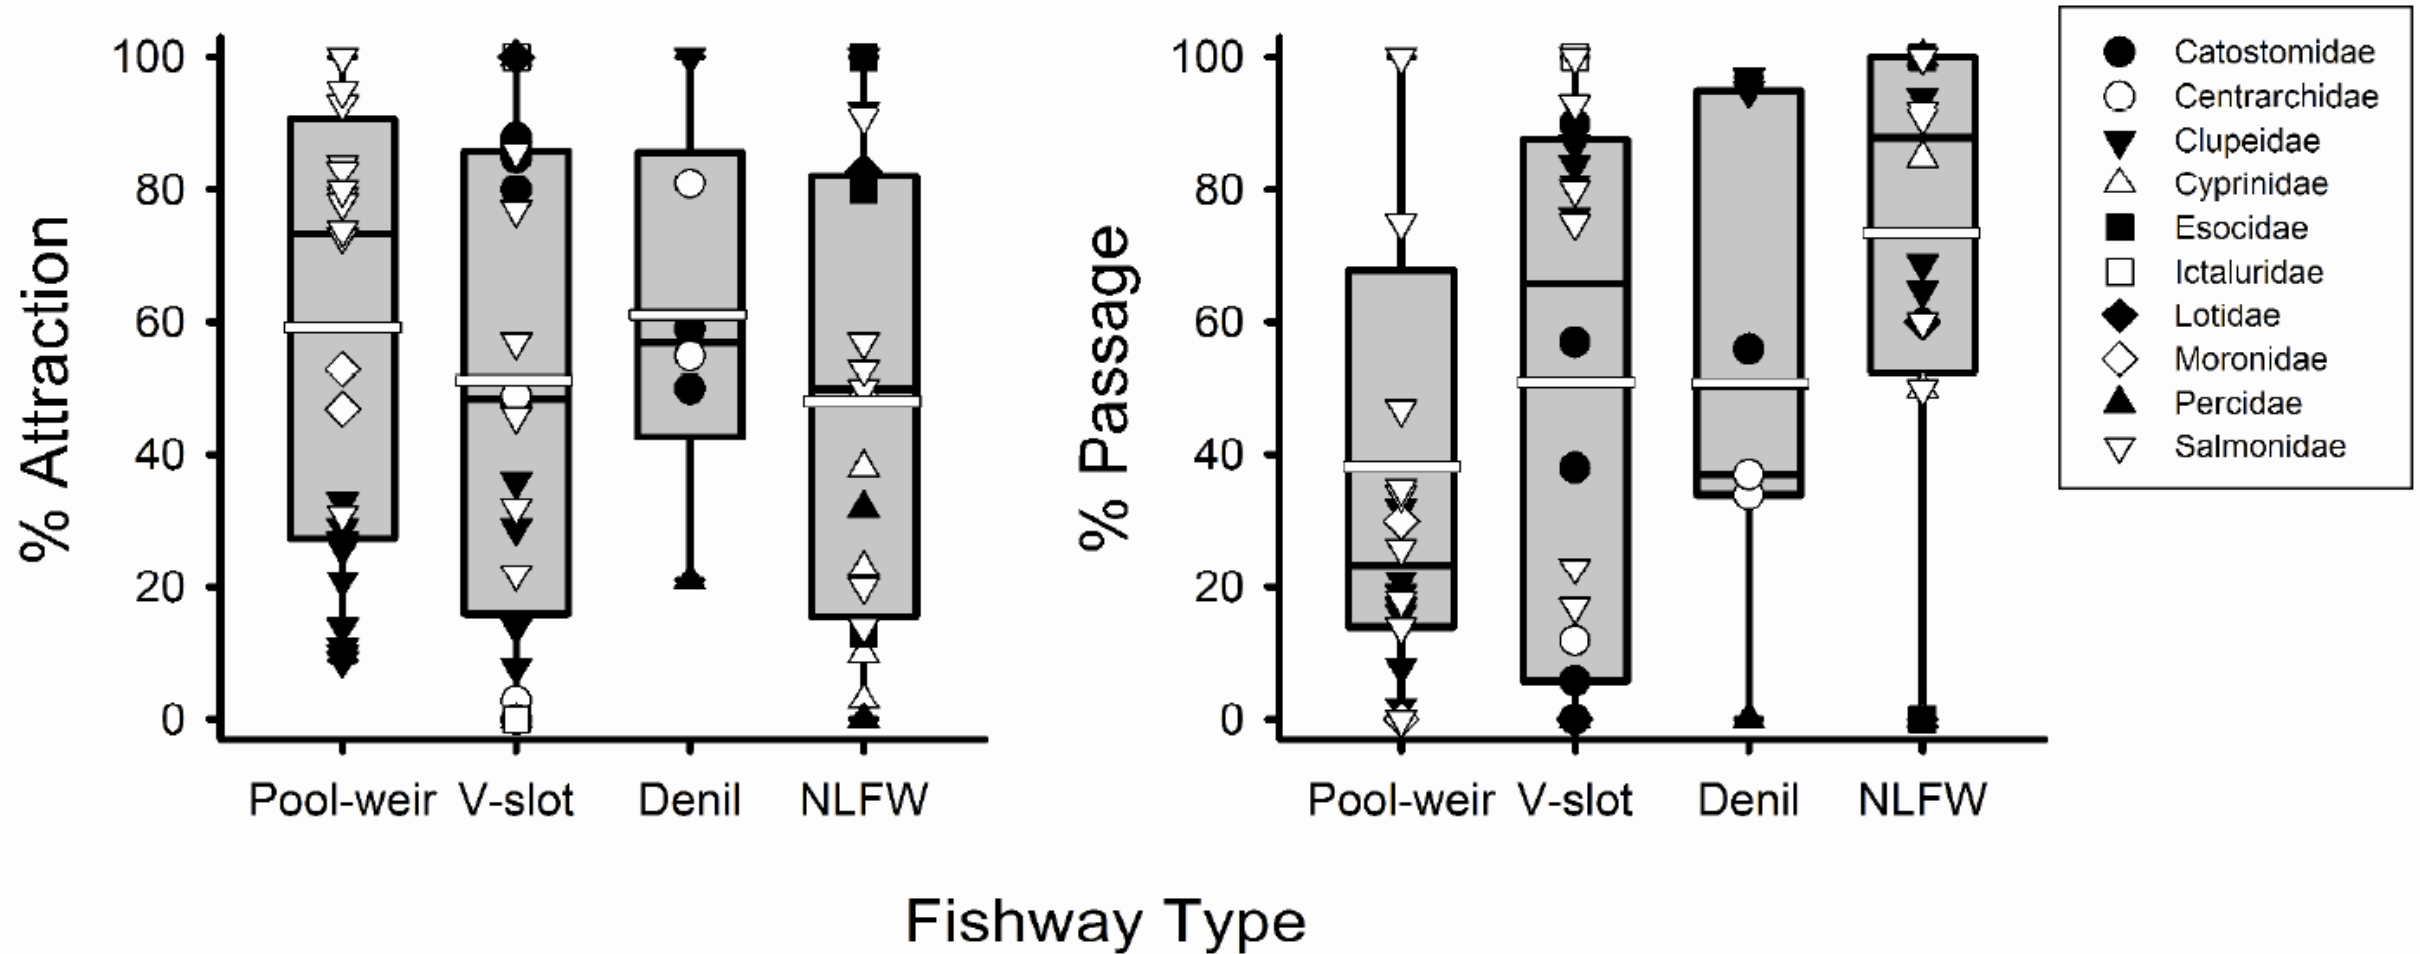 % Attraction
100
80
60
40
20
0
Pool-weir V-slot Denil NLFW
% Passage
100
80
60
40
20
0
Pool-weir V-slot Denil NLFW
Fishway Type
Catostomidae
Centrarchidae
Clupeidae
Cyprinidae
Esocidae
Ictaluridae
Lotidae
Moronidae
Percidae
Salmonidae